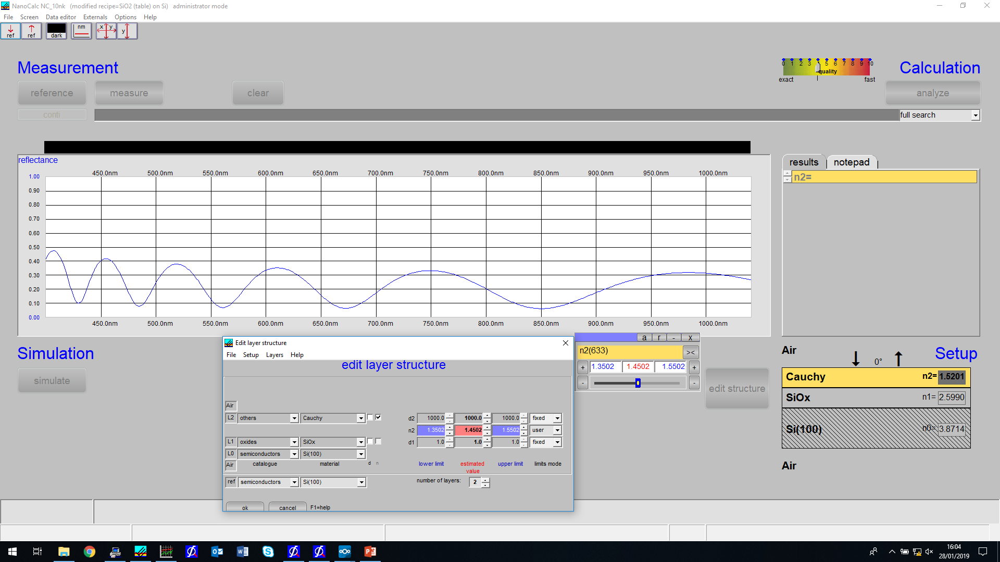 NanoCalc NC_10nk (modified recipe=SiO2 (table) on Si) administrator mode
File Screen Data editor Externals Options Help
ref ref dark nm x y y
Measurement
0 1 2 3 4 5 6 7 8 9 10
quality
exact fast
Calculation
reference measure clear analyze
conti
full search
reflectance
450.0nm 500.0nm 550.0nm 600.0nm 650.0nm 700.0nm 750.0nm 800.0nm 850.0nm 900.0nm 950.0nm 1000.0nm
1.00
0.90
0.80
0.70
0.60
0.50
0.40
0.30
0.20
0.10
0.00
450.0nm 500.0nm 550.0nm 600.0nm 650.0nm 700.0nm 750.0nm 800.0nm 850.0nm 900.0nm 950.0nm 1000.0nm
results notepad
n2=
Simulation
simulate
Edit layer structure
File Setup Layers Help
edit layer structure
Air
L2 others Cauchy d2 1000.0 1000.0 1000.0 fixed
n2 1.3502 1.4502 1.5502 user
L1 oxides SiOx d1 1.0 1.0 1.0 fixed
L0 semiconductors Si(100)
Air catalogue material d n lower limit estimated value upper limit limits mode
ref semiconductors Si(100) number of layers: 2
ok cancel F1=help
a r - x
n2(633) ><
+ 1.3502 1.4502 1.5502 +
- -
edit structure
Air 0° Setup
Cauchy n2= 1.5201
SiOx n1= 2.5990
Si(100) n0= 3.8714
Air
16:04
28/01/2019